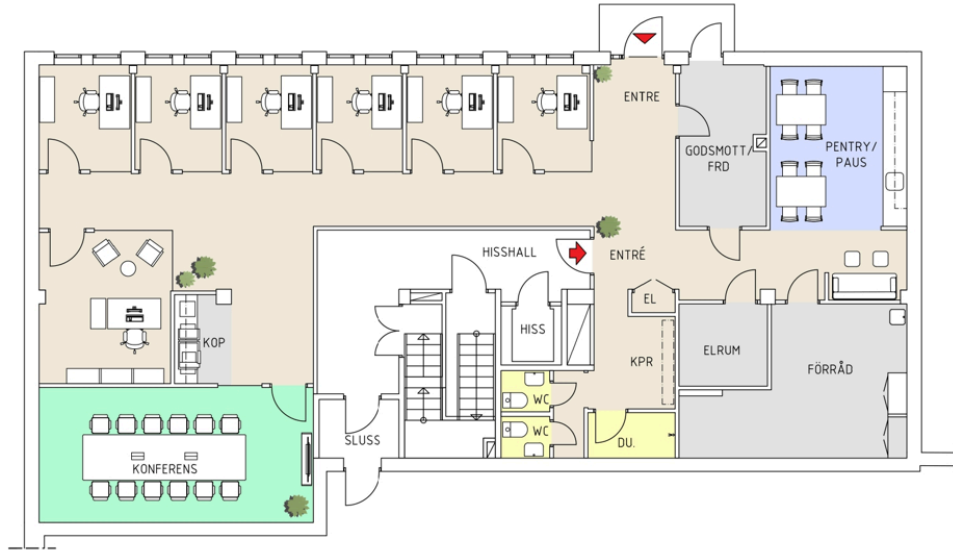 ENTRE
GODSMOTT/
FRD
PENTRY/
PAUS
HISSHALL
ENTRÉ
EL
HISS
KOP
KPR
ELRUM
FÖRRÅD
WC
WC
SLUSS
DU.
KONFERENS